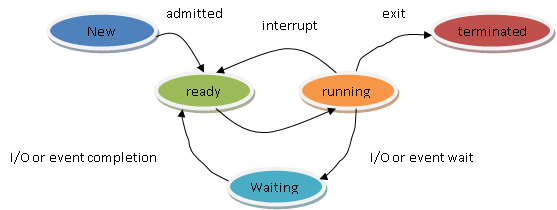 admitted
exit
interrupt
New
terminated
ready
running
I/O or event completion
I/O or event wait
Waiting